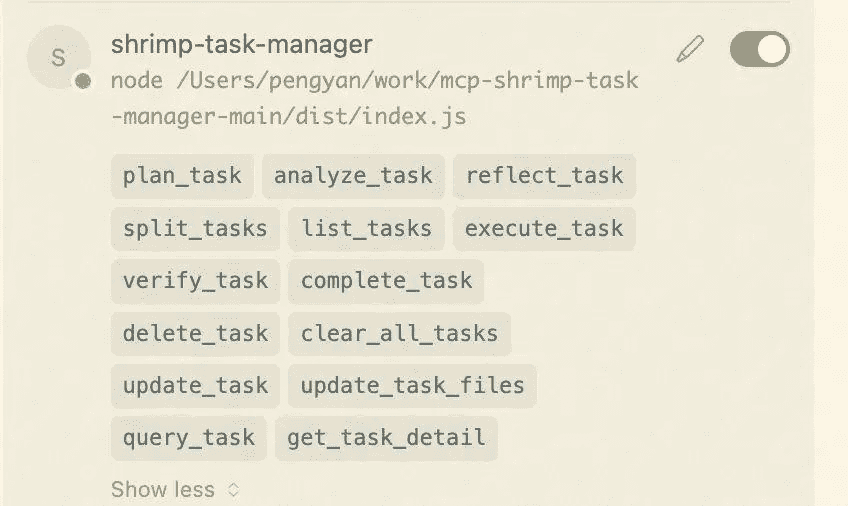 S
shrimp-task-manager
node /Users/pengyan/work/mcp-shrimp-task
-manager-main/dist/index.js
plan_task analyze_task reflect_task
split_tasks list_tasks execute_task
verify_task complete_task
delete_task clear_all_tasks
update_task update_task_files
query_task get_task_detail
Show less